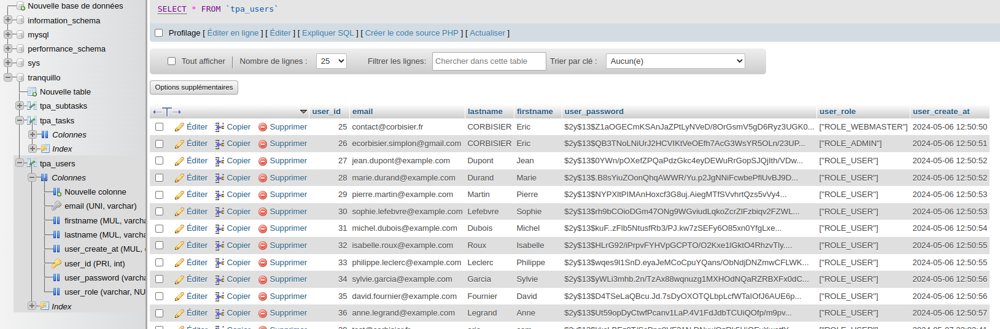 Nouvelle base de données
information_schema
mysql
performance_schema
sys
tranquillo
Nouvelle table
tpa_subtasks
tpa_tasks
Colonnes
Index
tpa_users
Colonnes
Nouvelle colonne
email (UNI, varchar)
firstname (MUL, varcha
lastname (MUL, varcha
user_create_at (MUL,
user_id (PRI, int)
user_password (varcha
user_role (varchar, NU
Index
SELECT * FROM `tpa_users`
Profilage [ Éditer en ligne ] [ Éditer ] [ Expliquer SQL ] [ Créer le code source PHP ] [ Actualiser ]
Tout afficher | Nombre de lignes : 25 Filtrer les lignes: Chercher dans cette table Trier par clé : Aucun(e)
Options supplémentaires
user_id email lastname firstname user_password user_role user_create_at
Éditer Copier Supprimer 25 contact@corbisier.fr CORBISIER Eric $2y$13$Z1aOGECmKSAnJaZPtLyNVeD/8OrGsmV5gD6Ryz3UGK0... ["ROLE_WEBMASTER"] 2024-05-06 12:50:50
Éditer Copier Supprimer 26 ecorbisier.simplon@gmail.com CORBISIER Eric $2y$13$QB3TNoLNiUrJ2HCVIKtVeOEfh7AcG3WsYR5OLn/23UP... ["ROLE_ADMIN"] 2024-05-06 12:50:51
Éditer Copier Supprimer 27 jean.dupont@example.com Dupont Jean $2y$13$0YWn/pOXefZPQaPdzGkc4eyDEWuRrGopSJQjIth/VDw... ["ROLE_USER"] 2024-05-06 12:50:52
Éditer Copier Supprimer 28 marie.durand@example.com Durand Marie $2y$13$.B8sYiuZOonQhqAWWR/Yu.p2JgNNiFcwbePflUvBJ9D... ["ROLE_USER"] 2024-05-06 12:50:52
Éditer Copier Supprimer 29 pierre.martin@example.com Martin Pierre $2y$13$NYPXltPIMAnHoxcf3G8uj.AiegMTfSVvhrtQzs5vVy4... ["ROLE_USER"] 2024-05-06 12:50:53
Éditer Copier Supprimer 30 sophie.lefebvre@example.com Lefebvre Sophie $2y$13$rh9bCOioDGm47ONg9WGviudLqkoZcrZlFzbiqv2FZWL... ["ROLE_USER"] 2024-05-06 12:50:53
Éditer Copier Supprimer 31 michel.dubois@example.com Dubois Michel $2y$13$kuF..zFlb5NtusfRb3/PJ.kw7zSEFy6O85xn0YfgLxe... ["ROLE_USER"] 2024-05-06 12:50:54
Éditer Copier Supprimer 32 isabelle.roux@example.com Roux Isabelle $2y$13$HLrG92/iPrpvFYHVpGCPTO/O2Kxe1lGktO4RhzvTly.... ["ROLE_USER"] 2024-05-06 12:50:55
Éditer Copier Supprimer 33 philippe.leclerc@example.com Leclerc Philippe $2y$13$wqes9l1SnD.eyaJeMCoCpuYQans/ObNdjDNZmwCFLWK... ["ROLE_USER"] 2024-05-06 12:50:55
Éditer Copier Supprimer 34 sylvie.garcia@example.com Garcia Sylvie $2y$13$yWLi3mhb.2n/TzAx88wqnuzg1MXHOdNQaRZRBXFx0dC... ["ROLE_USER"] 2024-05-06 12:50:56
Éditer Copier Supprimer 35 david.fournier@example.com Fournier David $2y$13$D4TSeLaQBcu.Jd.7sDyOXOTQLbpLcfWTaIOfJ6AUE6p... ["ROLE_USER"] 2024-05-06 12:50:56
Éditer Copier Supprimer 36 anne.legrand@example.com Legrand Anne $2y$13$Ut59opDyCtwfPcanv1LaP.4V1FdJdbTCUiQOfp/m9pv... ["ROLE_USER"] 2024-05-06 12:50:57